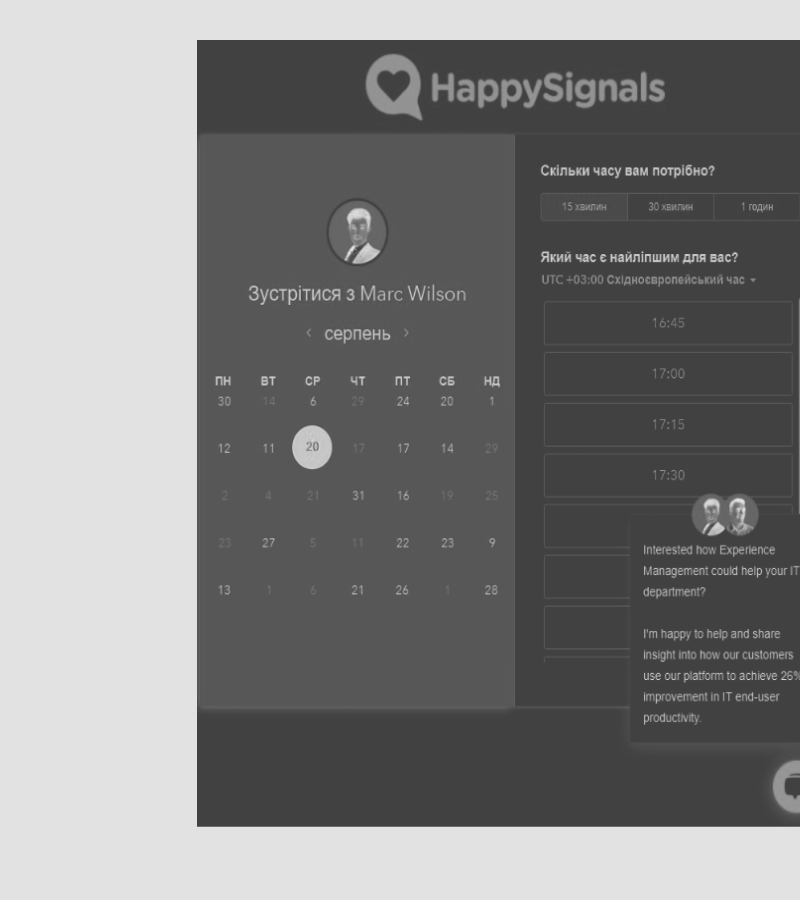 HappySignals
Зустрітися з Marc Wilson
серпень
ПН ВТ СР ЧТ ПТ СБ НД
30 14 6 29 24 20 1
12 11 20 17 17 14 29
2 4 21 31 16 19 25
23 27 5 11 22 23 9
13 1 6 21 26 1 28
Скільки часу вам потрібно?
15 хвилин 30 хвилин 1 годин
Який час є найліпшим для вас?
UTC +03:00 Східноєвропейський час
16:45
17:00
17:15
17:30
Interested how Experience
Management could help your IT
department?
I'm happy to help and share
insight into how our customers
use our platform to achieve 26%
improvement in IT end-user
productivity.